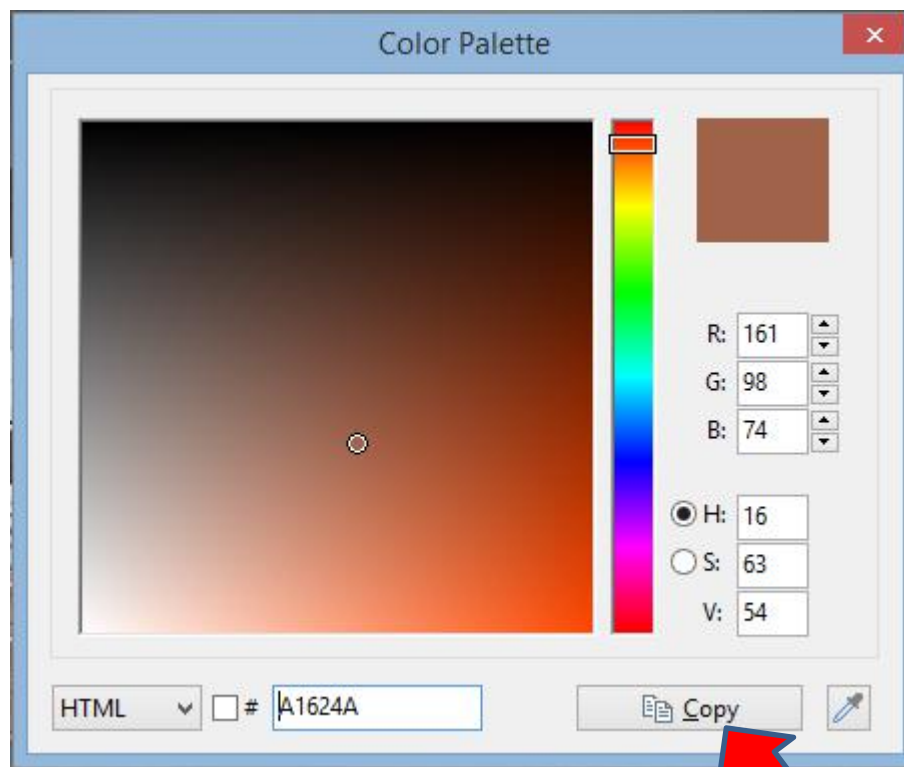 Color Palette
×
R: 161
G: 98
B: 74
H: 16
S: 63
V: 54
HTML # A1624A Copy